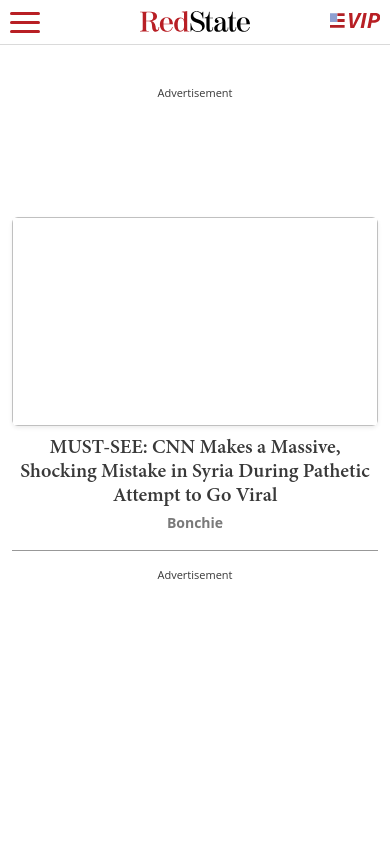 RedState
VIP
Advertisement
MUST-SEE: CNN Makes a Massive,
Shocking Mistake in Syria During Pathetic
Attempt to Go Viral
Bonchie
Advertisement